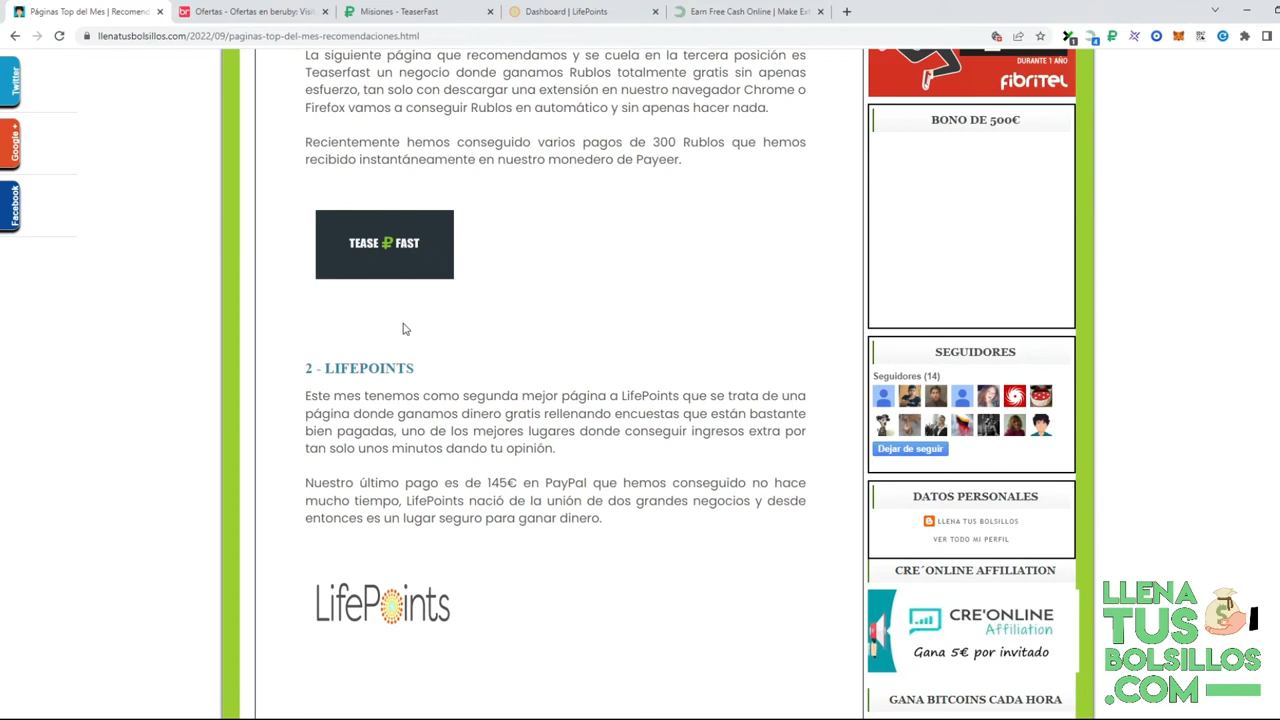 Páginas Top del Mes | Recomend
Ofertas - Ofertas en beruby: Visit
Misiones - TeaserFast
Dashboard | LifePoints
Earn Free Cash Online | Make Ext
llenatusbolsillos.com/2022/09/paginas-top-del-mes-recomendaciones.html
Twitter
Google +
Facebook
La siguiente página que recomendamos y se cuela en la tercera posición es
Teaserfast un negocio donde ganamos Rublos totalmente gratis sin apenas
esfuerzo, tan solo con descargar una extensión en nuestro navegador Chrome o
Firefox vamos a conseguir Rublos en automático y sin apenas hacer nada.
Recientemente hemos conseguido varios pagos de 300 Rublos que hemos
recibido instantáneamente en nuestro monedero de Payeer.
TEASE ₽ FAST
2 - LIFEPOINTS
Este mes tenemos como segunda mejor página a LifePoints que se trata de una
página donde ganamos dinero gratis rellenando encuestas que están bastante
bien pagadas, uno de los mejores lugares donde conseguir ingresos extra por
tan solo unos minutos dando tu opinión.
Nuestro último pago es de 145€ en PayPal que hemos conseguido no hace
mucho tiempo, LifePoints nació de la unión de dos grandes negocios y desde
entonces es un lugar seguro para ganar dinero.
LifePoints
DURANTE 1 AÑO
FIBRITEL
BONO DE 500€
SEGUIDORES
Seguidores (14)
Dejar de seguir
DATOS PERSONALES
LLENA TUS BOLSILLOS
VER TODO MI PERFIL
CRE´ONLINE AFFILIATION
CRE'ONLINE
Affiliation
Gana 5€ por invitado
GANA BITCOINS CADA HORA
LLENA
TUS
BOLSILLOS
.COM